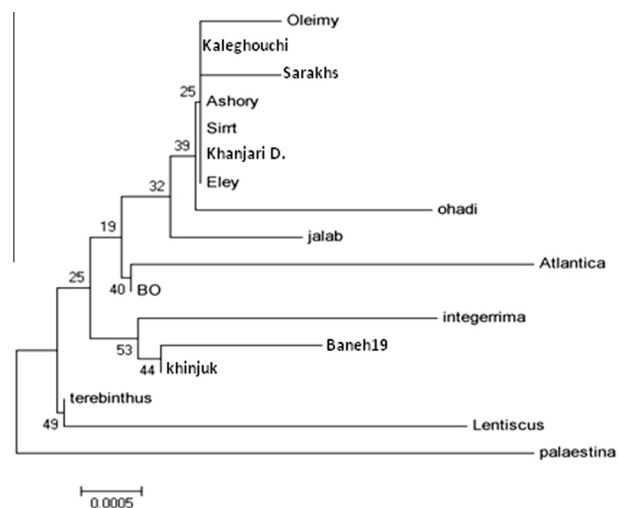 Oleimy
Kaleghouchi
Sarakhs
25
Ashory
Sirrt
Khanjari D.
39
Eley
32
ohadi
19
jalab
Atlantica
25
40
BO
integerrima
53
Baneh19
44
khinjuk
terebinthus
49
Lentiscus
palaestina
0.0005